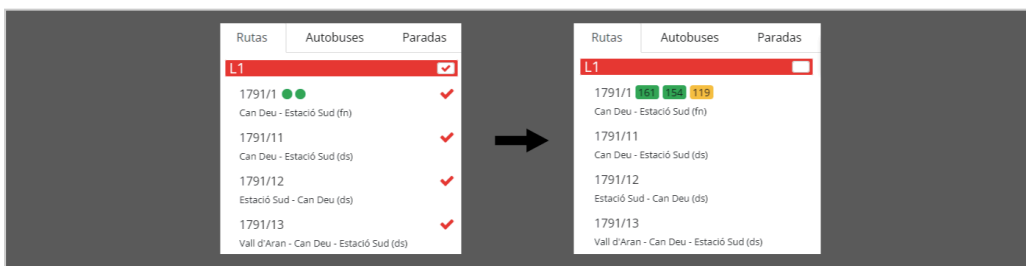 Rutas Autobuses Paradas
L1
1791/1
Can Deu - Estació Sud (fn)
1791/11
Can Deu - Estació Sud (ds)
1791/12
Estació Sud - Can Deu (ds)
1791/13
Vall d'Aran - Can Deu - Estació Sud (ds)
Rutas Autobuses Paradas
L1
1791/1 161 154 119
Can Deu - Estació Sud (fn)
1791/11
Can Deu - Estació Sud (ds)
1791/12
Estació Sud - Can Deu (ds)
1791/13
Vall d'Aran - Can Deu - Estació Sud (ds)